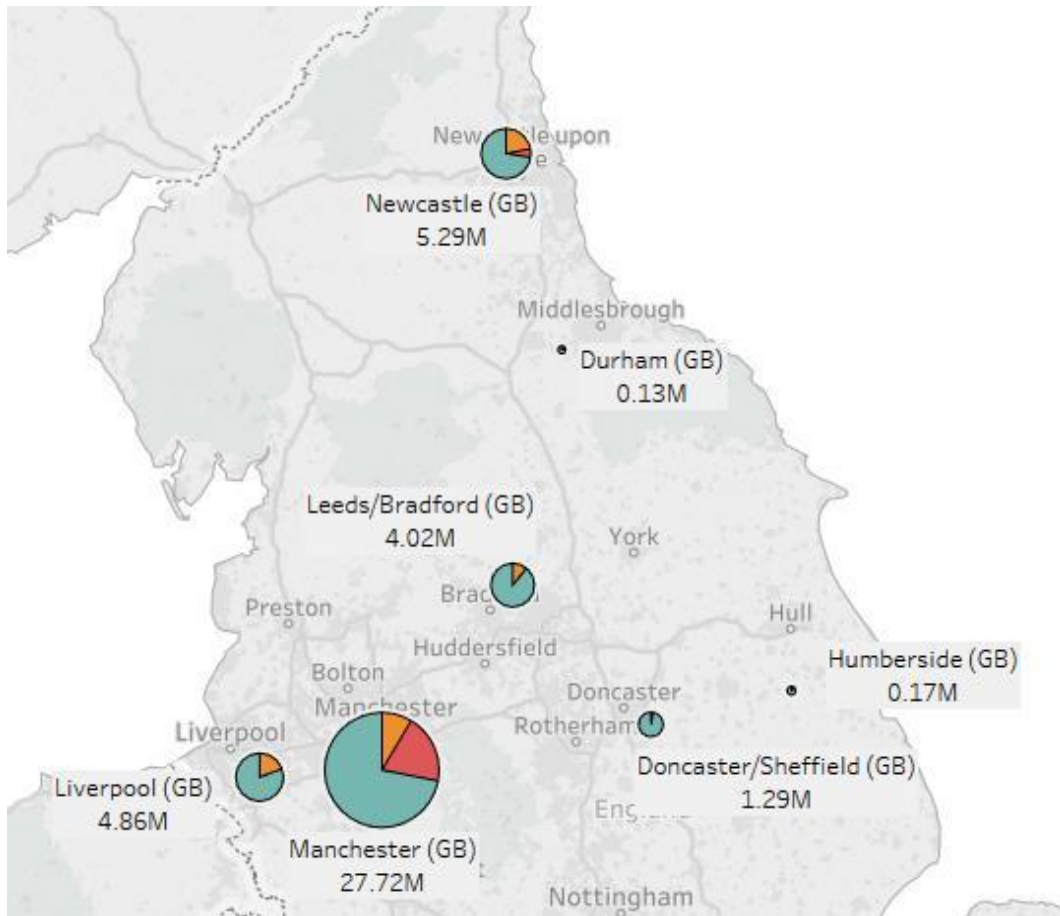 Newcastle (GB)
5.29M
Middlesbrough
Durham (GB)
0.13M
Leeds/Bradford (GB)
4.02M
York
Preston
Hull
Huddersfield
Humberside (GB)
0.17M
Bolton
Doncaster
Manchester
Rotherham
Liverpool
Doncaster/Sheffield (GB)
1.29M
Liverpool (GB)
4.86M
England
Manchester (GB)
27.72M
Nottingham